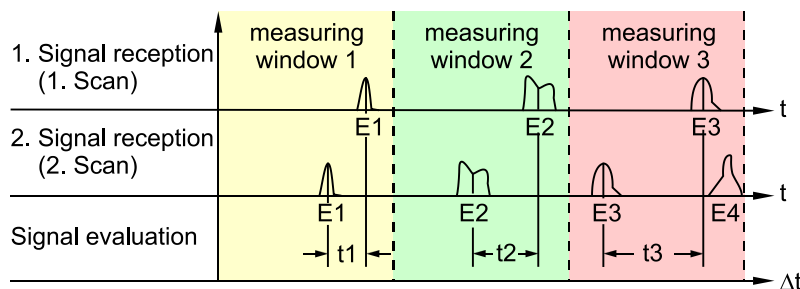 measuring window 1
measuring window 2
measuring window 3
1. Signal reception
(1. Scan)
E1
E2
E3
t
2. Signal reception
(2. Scan)
E1
E2
E3
E4
t
Signal evaluation
t1
t2
t3
Δt